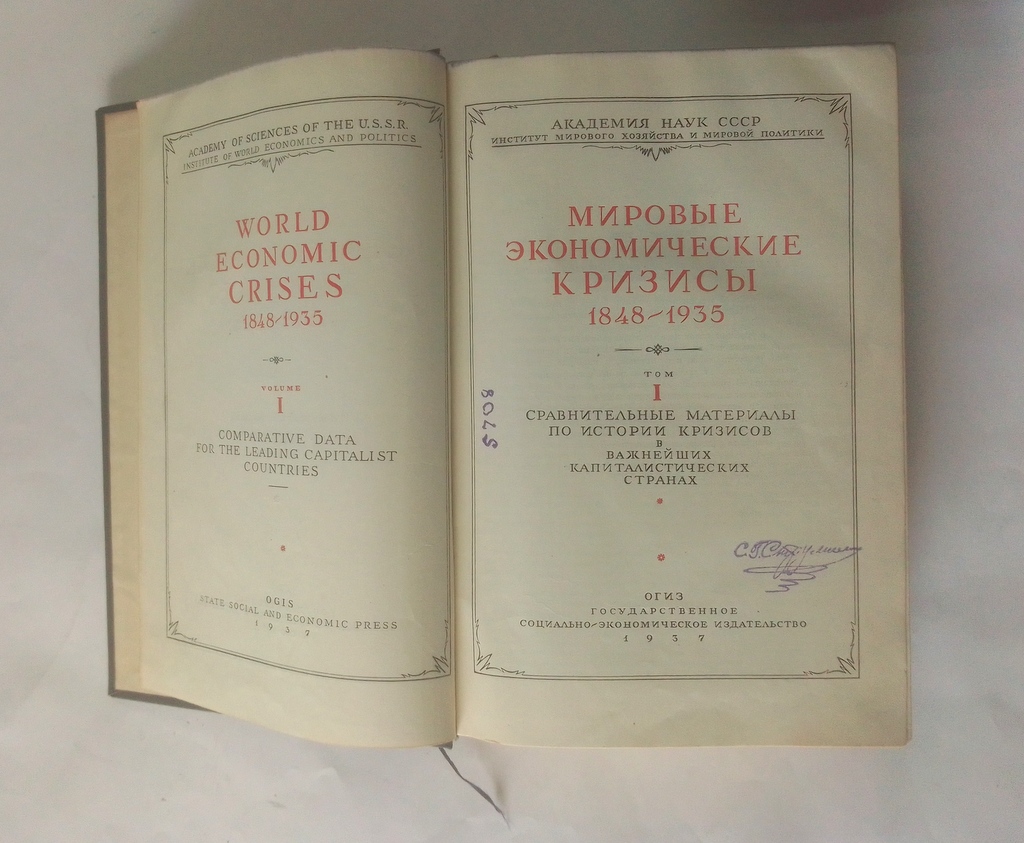 ACADEMY OF SCIENCES OF THE U.S.S.R.
INSTITUTE OF WORLD ECONOMICS AND POLITICS
WORLD
ECONOMIC
CRISES
1848-1935
VOLUME
I
COMPARATIVE DATA
FOR THE LEADING CAPITALIST
COUNTRIES
OGIS
STATE SOCIAL AND ECONOMIC PRESS
1937
АКАДЕМИЯ НАУК СССР
ИНСТИТУТ МИРОВОГО ХОЗЯЙСТВА И МИРОВОЙ ПОЛИТИКИ
МИРОВЫЕ
ЭКОНОМИЧЕСКИЕ
КРИЗИСЫ
1848-1935
ТОМ
I
СРАВНИТЕЛЬНЫЕ МАТЕРИАЛЫ
ПО ИСТОРИИ КРИЗИСОВ
В
ВАЖНЕЙШИХ
КАПИТАЛИСТИЧЕСКИХ
СТРАНАХ
ОГИЗ
ГОСУДАРСТВЕННОЕ
СОЦИАЛЬНО-ЭКОНОМИЧЕСКОЕ ИЗДАТЕЛЬСТВО
1937